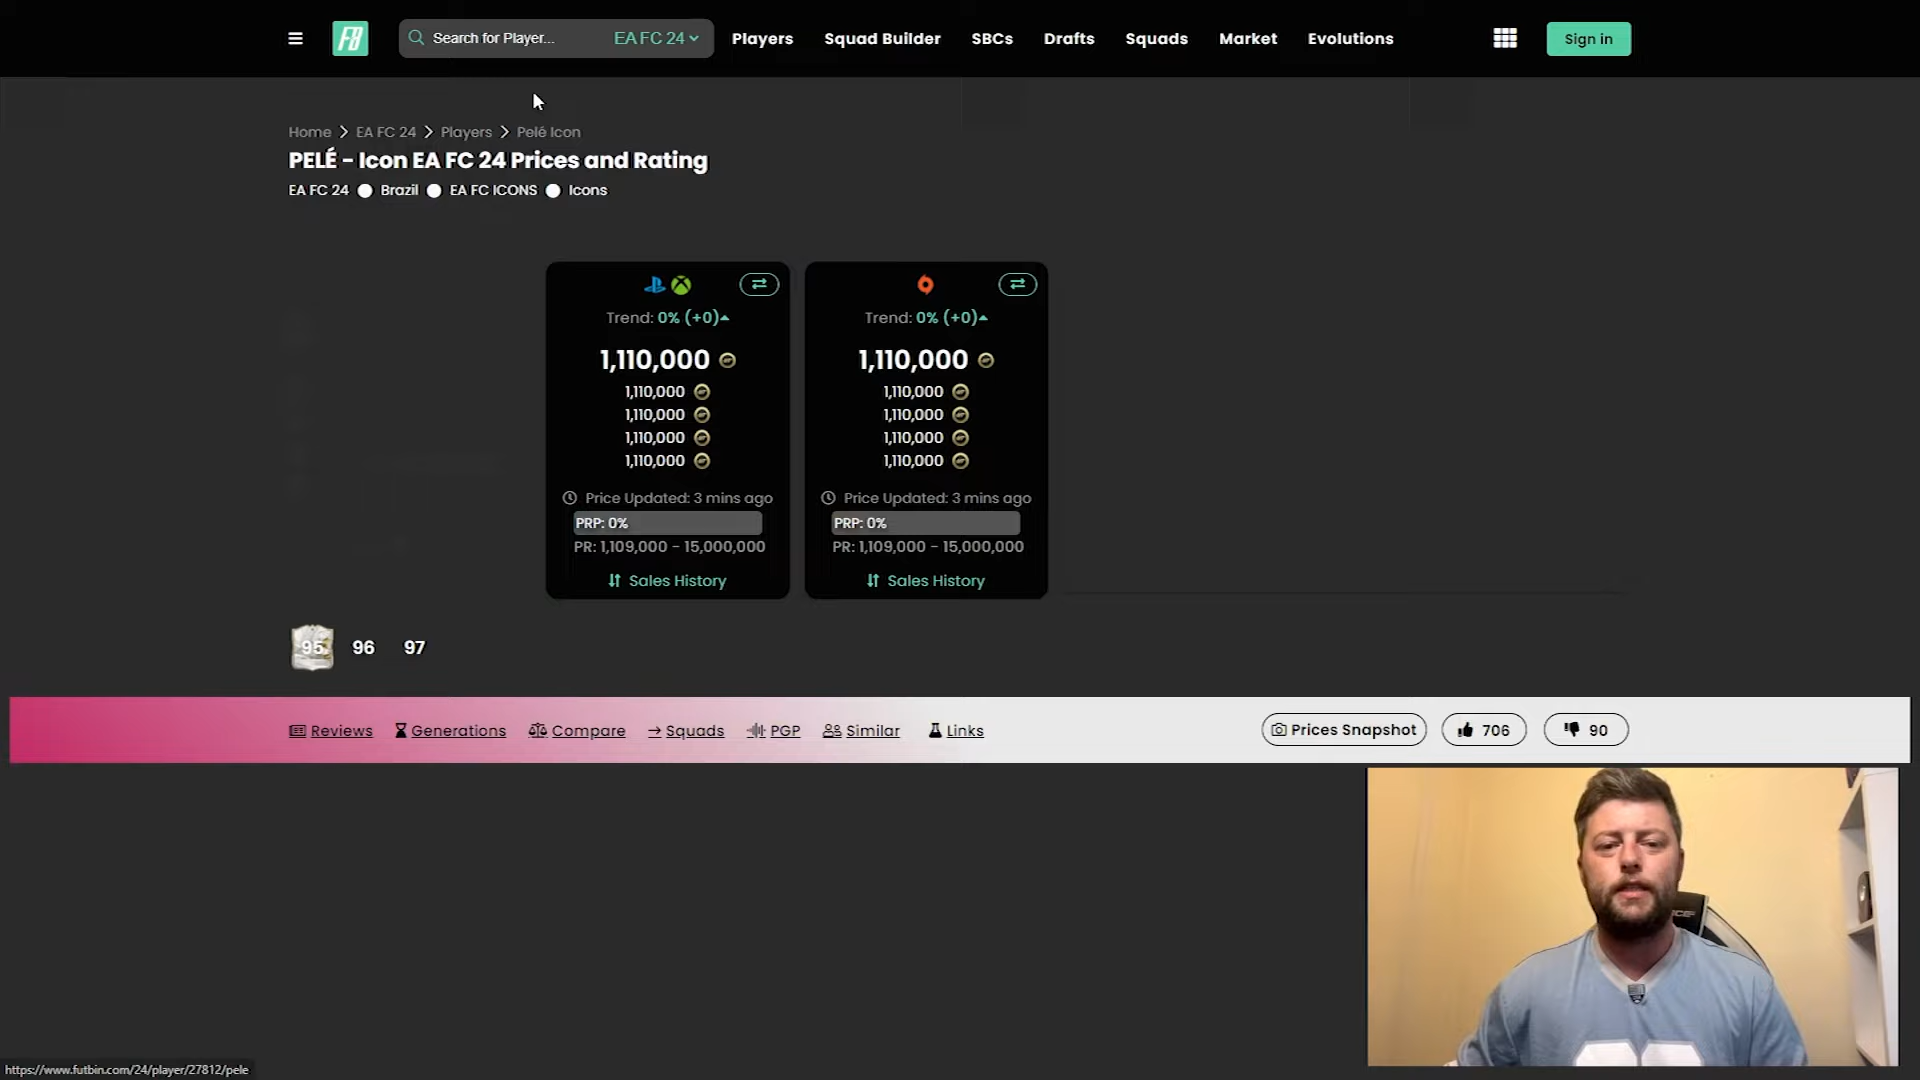 F8
Search for Player...
EA FC 24
Players
Squad Builder
SBCs
Drafts
Squads
Market
Evolutions
Sign in
Home > EA FC 24 > Players > Pelé Icon
PELÉ - Icon EA FC 24 Prices and Rating
EA FC 24 Brazil EA FC ICONS Icons
Trend: 0% (+0)
1,110,000
1,110,000
1,110,000
1,110,000
1,110,000
Price Updated: 3 mins ago
PRP: 0%
PR: 1,109,000 - 15,000,000
Sales History
Trend: 0% (+0)
1,110,000
1,110,000
1,110,000
1,110,000
1,110,000
Price Updated: 3 mins ago
PRP: 0%
PR: 1,109,000 - 15,000,000
Sales History
95 96 97
Reviews
Generations
Compare
Squads
PGP
Similar
Links
Prices Snapshot
706
90
https://www.futbin.com/24/player/27812/pele